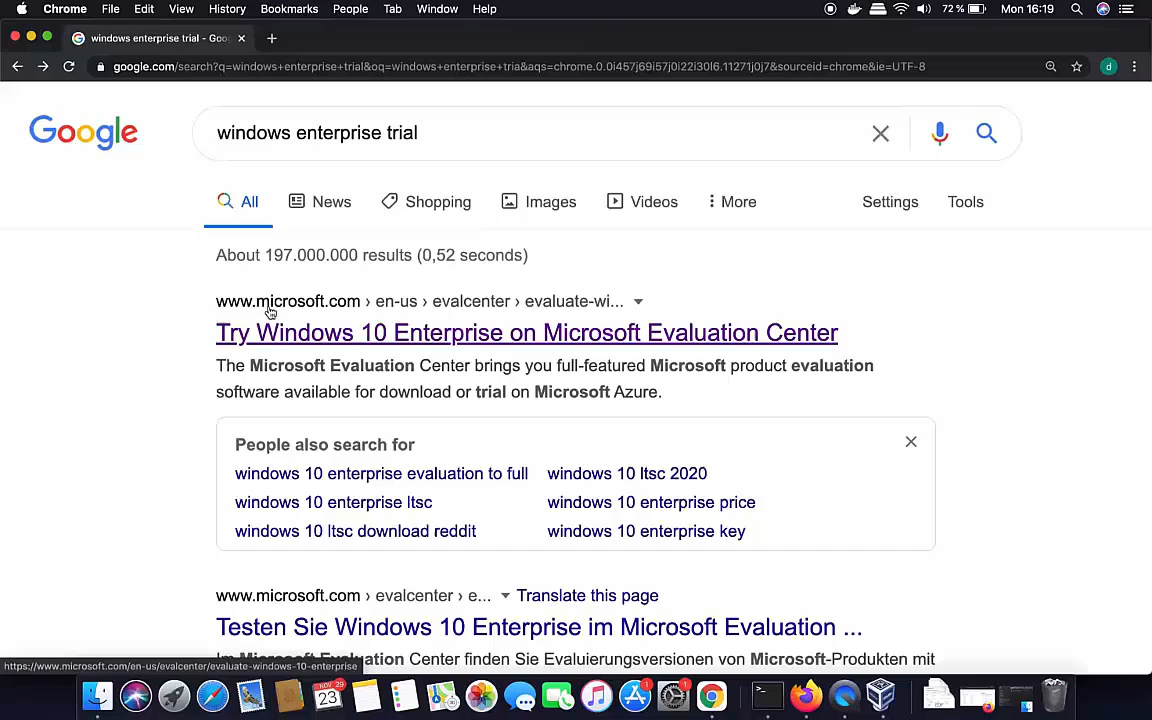 Chrome File Edit View History Bookmarks People Tab Window Help 72 % Mon 16:19
windows enterprise trial - Goo
google.com/search?q=windows+enterprise+trial&oq=windows+enterprise+tria&aqs=chrome.0.0i457j69i57j0i22i30l6.11271j0j7&sourceid=chrome&ie=UTF-8 d
Google windows enterprise trial
All News Shopping Images Videos More Settings Tools
About 197.000.000 results (0,52 seconds)
www.microsoft.com › en-us › evalcenter › evaluate-wi...
Try Windows 10 Enterprise on Microsoft Evaluation Center
The Microsoft Evaluation Center brings you full-featured Microsoft product evaluation
software available for download or trial on Microsoft Azure.
People also search for
windows 10 enterprise evaluation to full windows 10 ltsc 2020
windows 10 enterprise ltsc windows 10 enterprise price
windows 10 ltsc download reddit windows 10 enterprise key
www.microsoft.com › evalcenter › e... Translate this page
Testen Sie Windows 10 Enterprise im Microsoft Evaluation ...
Im Microsoft Evaluation Center finden Sie Evaluierungsversionen von Microsoft-Produkten mit
https://www.microsoft.com/en-us/evalcenter/evaluate-windows-10-enterprise
NOV 23 29 1 1